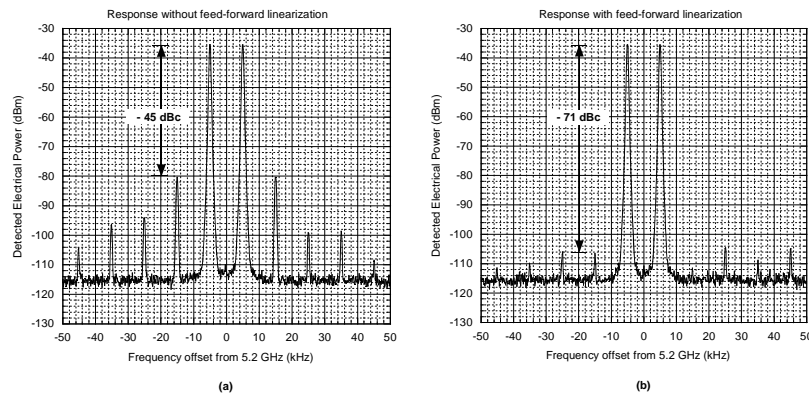 Response without feed-forward linearization
-30
-40
-50
-60
-70
-80
-90
-100
-110
-120
-130
Detected Electrical Power (dBm)
- 45 dBc
-50 -40 -30 -20 -10 0 10 20 30 40 50
Frequency offset from 5.2 GHz (kHz)
(a)
Response with feed-forward linearization
-30
-40
-50
-60
-70
-80
-90
-100
-110
-120
-130
Detected Electrical Power (dBm)
- 71 dBc
-50 -40 -30 -20 -10 0 10 20 30 40 50
Frequency offset from 5.2 GHz (kHz)
(b)